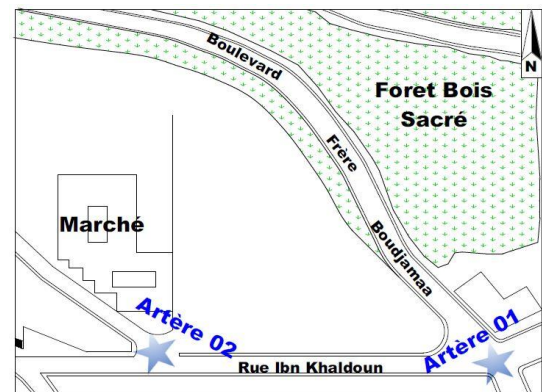 Boulevard
Frère
Boudjamaa
Foret Bois
Sacré
N
Marché
Artère 02
Artère 01
Rue Ibn Khaldoun